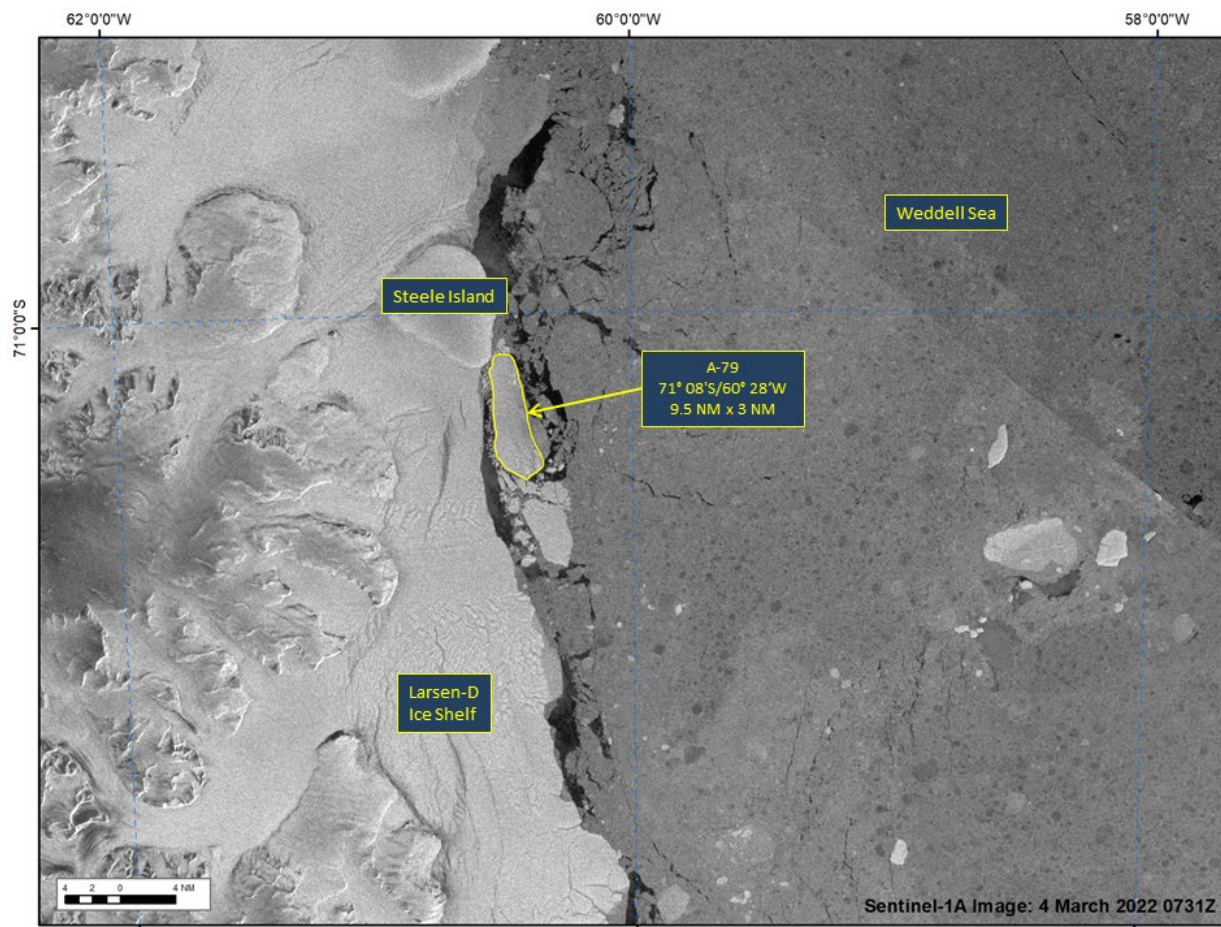 62°0'0"W 60°0'0"W 58°0'0"W
Weddell Sea
Steele Island
71°0'0"S
A-79
71° 08'S/60° 28'W
9.5 NM x 3 NM
Larsen-D
Ice Shelf
4 2 0 4 NM
Sentinel-1A Image: 4 March 2022 0731Z